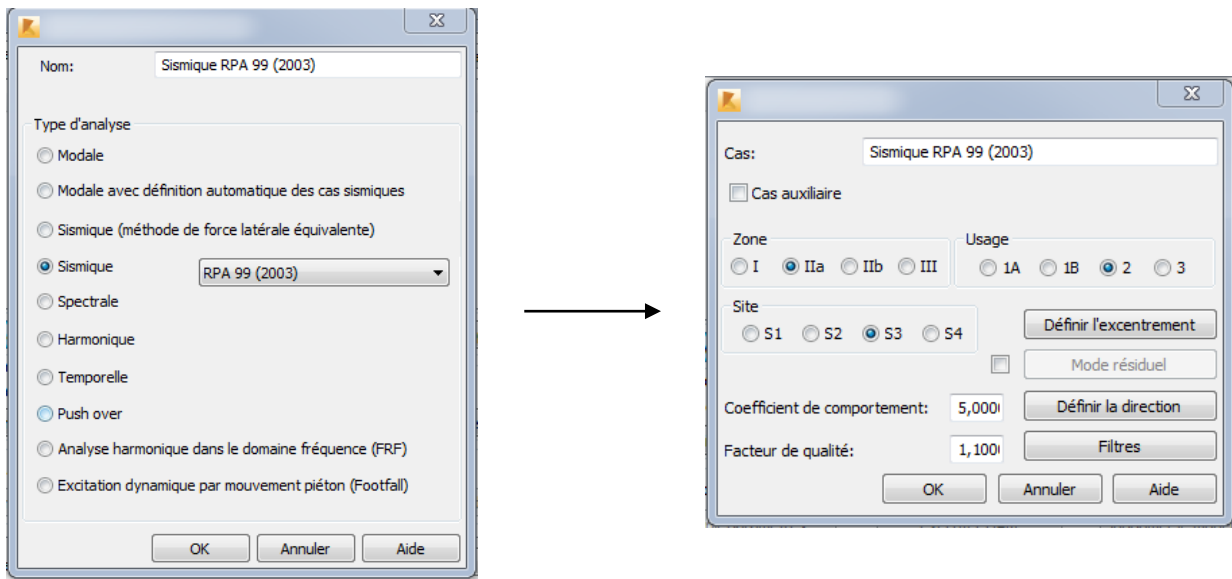 Nom: Sismique RPA 99 (2003)
Type d'analyse
Modale
Modale avec définition automatique des cas sismiques
Sismique (méthode de force latérale équivalente)
Sismique RPA 99 (2003)
Spectrale
Harmonique
Temporelle
Push over
Analyse harmonique dans le domaine fréquence (FRF)
Excitation dynamique par mouvement piéton (Footfall)
OK Annuler Aide
Cas: Sismique RPA 99 (2003)
Cas auxiliaire
Zone Usage
I IIa IIb III 1A 1B 2 3
Site
S1 S2 S3 S4 Définir l'excentrement
Mode résiduel
Coefficient de comportement: 5,000 Définir la direction
Facteur de qualité: 1,100 Filtres
OK Annuler Aide